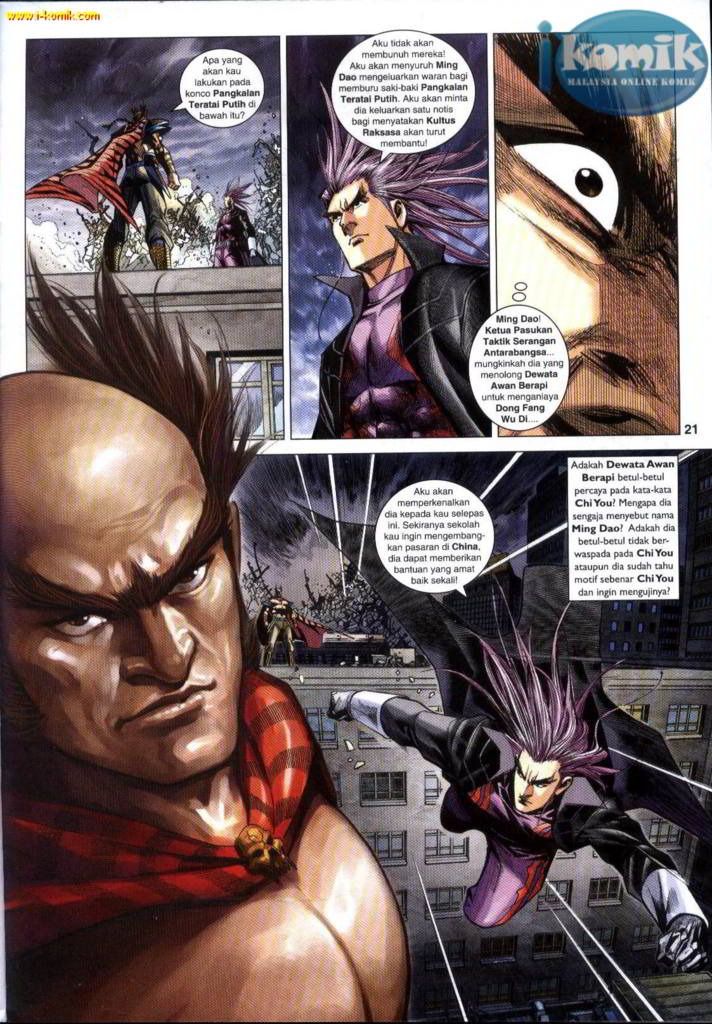 www.i-komik.com
iKomik
MALAYSIA ONLINE KOMIK
Apa yang
akan kau
lakukan pada
konco Pangkalan
Teratai Putih di
bawah itu?
Aku tidak akan
membunuh mereka!
Aku akan menyuruh Ming
Dao mengeluarkan waran bagi
memburu saki-baki Pangkalan
Teratai Putih. Aku akan minta
dia keluarkan satu notis
bagi menyatakan Kultus
Raksasa akan turut
membantu!
Ming Dao!
Ketua Pasukan
Taktik Serangan
Antarabangsa...
mungkinkah dia yang
menolong Dewata
Awan Berapi
untuk menganiaya
Dong Fang
Wu Di....
21
Aku akan
memperkenalkan
dia kepada kau selepas
ini. Sekiranya sekolah
kau ingin mengembang-
kan pasaran di China,
dia dapat memberikan
bantuan yang amat
baik sekali!
Adakah Dewata Awan
Berapi betul-betul
percaya pada kata-kata
Chi You? Mengapa dia
sengaja menyebut nama
Ming Dao? Adakah dia
betul-betul tidak ber-
waspada pada Chi You
ataupun dia sudah tahu
motif sebenar Chi You
dan ingin mengujinya?